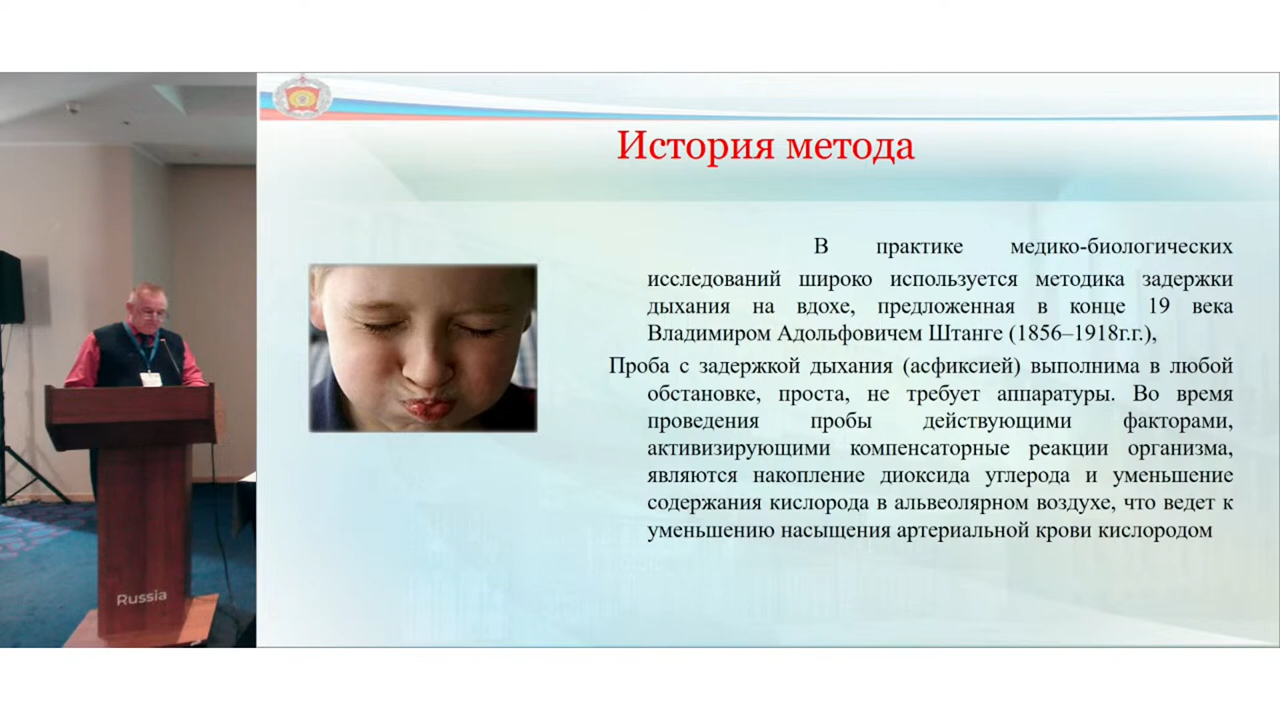 История метода
В практике медико-биологических
исследований широко используется методика задержки
дыхания на вдохе, предложенная в конце 19 века
Владимиром Адольфовичем Штанге (1856–1918г.г.),
Проба с задержкой дыхания (асфиксией) выполнима в любой
обстановке, проста, не требует аппаратуры. Во время
проведения пробы действующими факторами,
активизирующими компенсаторные реакции организма,
являются накопление диоксида углерода и уменьшение
содержания кислорода в альвеолярном воздухе, что ведет к
уменьшению насыщения артериальной крови кислородом
Russia